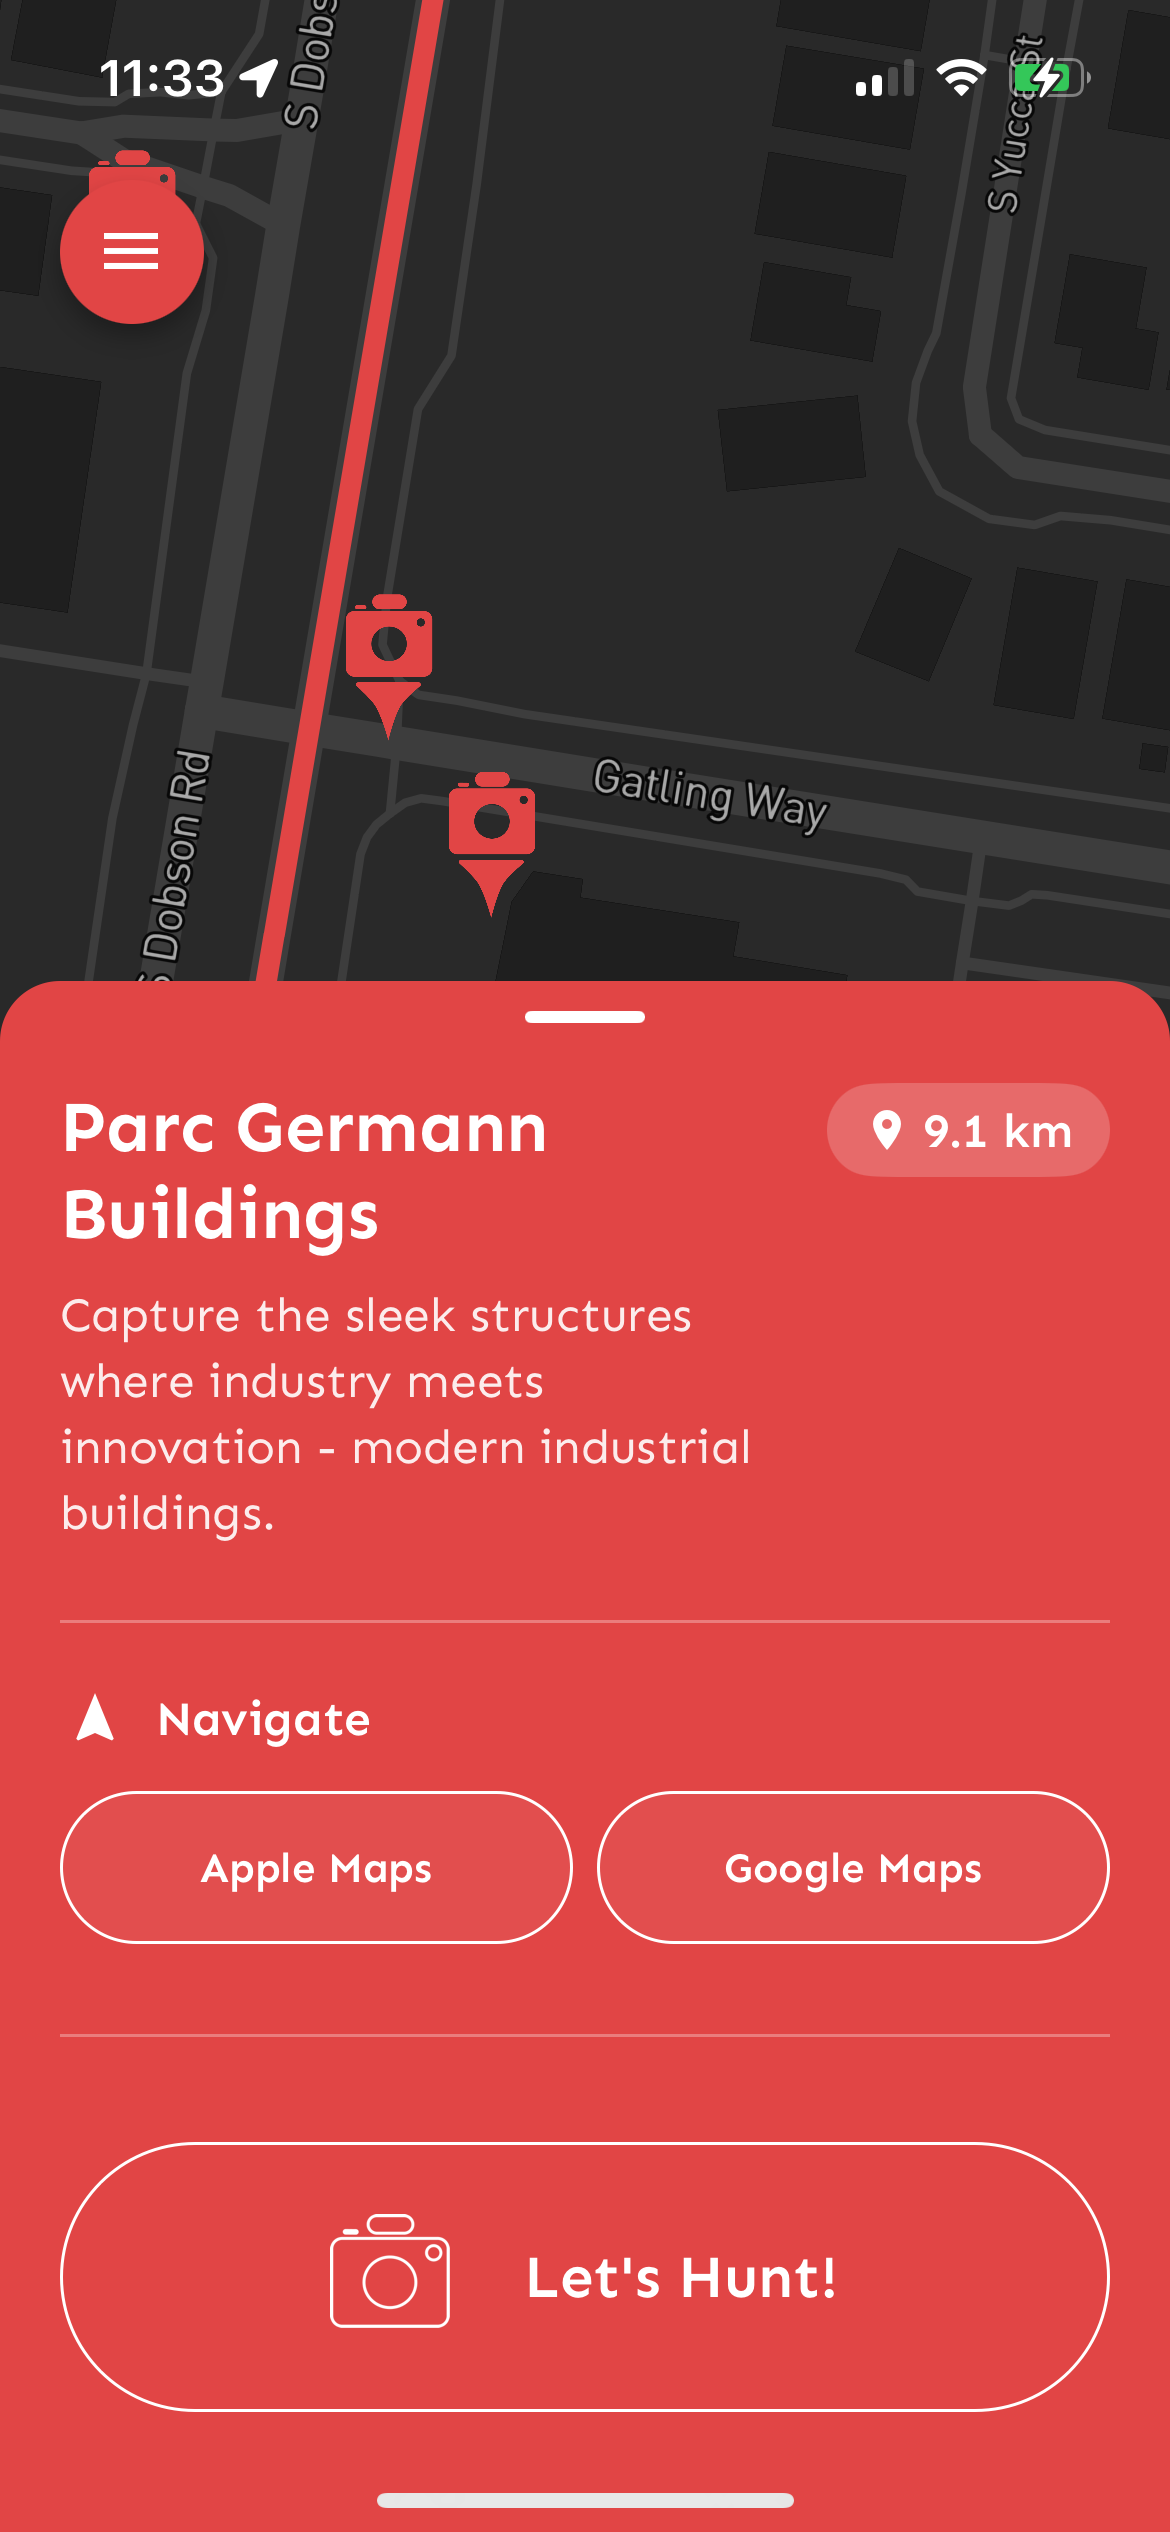 11:33
S Dobs
S Yucca St
Gatling Way
S Dobson Rd
Parc Germann
Buildings
9.1 km
Capture the sleek structures
where industry meets
innovation - modern industrial
buildings.
Navigate
Apple Maps
Google Maps
Let's Hunt!